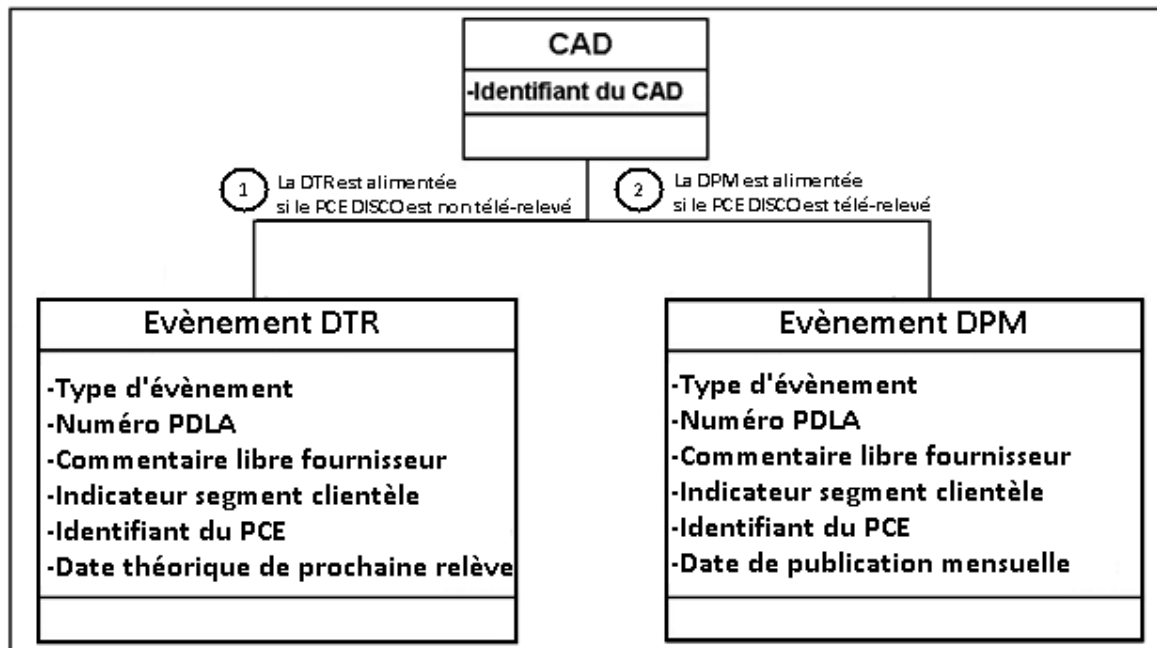 CAD
-Identifiant du CAD
1
La DTR est alimentée
si le PCE DISCO est non télé-relevé
2
La DPM est alimentée
si le PCE DISCO est télé-relevé
Evènement DTR
-Type d'évènement
-Numéro PDLA
-Commentaire libre fournisseur
-Indicateur segment clientèle
-Identifiant du PCE
-Date théorique de prochaine relève
Evènement DPM
-Type d'évènement
-Numéro PDLA
-Commentaire libre fournisseur
-Indicateur segment clientèle
-Identifiant du PCE
-Date de publication mensuelle